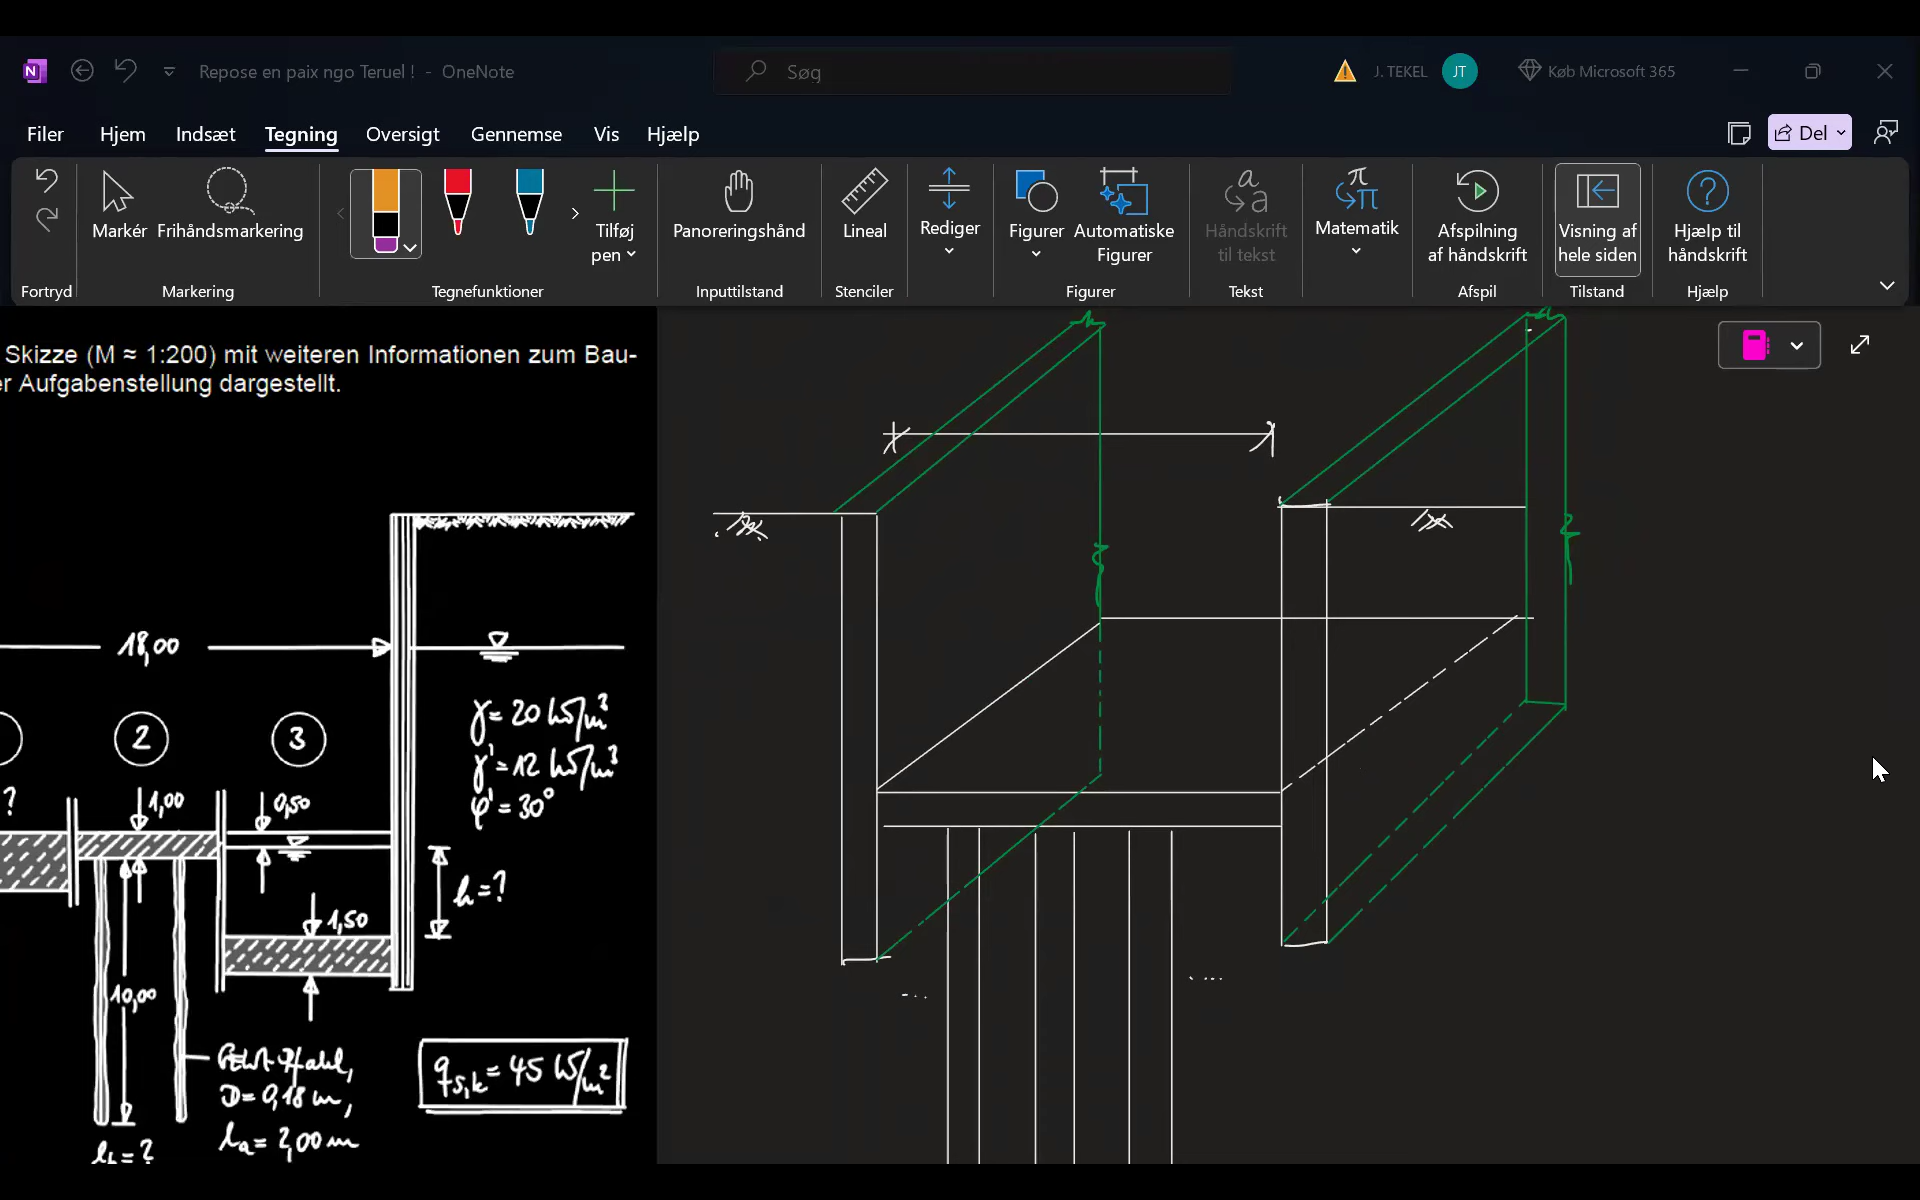 Repose en paix ngo Teruel ! - OneNote
Søg
J. TEKEL
JT
Køb Microsoft 365
Filer
Hjem
Indsæt
Tegning
Oversigt
Gennemse
Vis
Hjælp
Del
Markér
Frihåndsmarkering
Tilføj
pen
Panoreringshånd
Lineal
Rediger
Figurer
Automatiske
Figurer
Håndskrift
til tekst
Matematik
Afspilning
af håndskrift
Visning af
hele siden
Hjælp til
håndskrift
Fortryd
Markering
Tegnefunktioner
Inputtilstand
Stenciler
Figurer
Tekst
Afspil
Tilstand
Hjælp
Skizze (M ≈ 1:200) mit weiteren Informationen zum Bau-
er Aufgabenstellung dargestellt.
18,00
γ = 20 kN/m³
γ' = 12 kN/m³
φ' = 30°
2
3
?
1,00
0,50
h = ?
1,50
10,00
GEWI-Pfahl,
D = 0,18 m,
la = 2,00 m
qs,k = 45 kN/m²
= ?